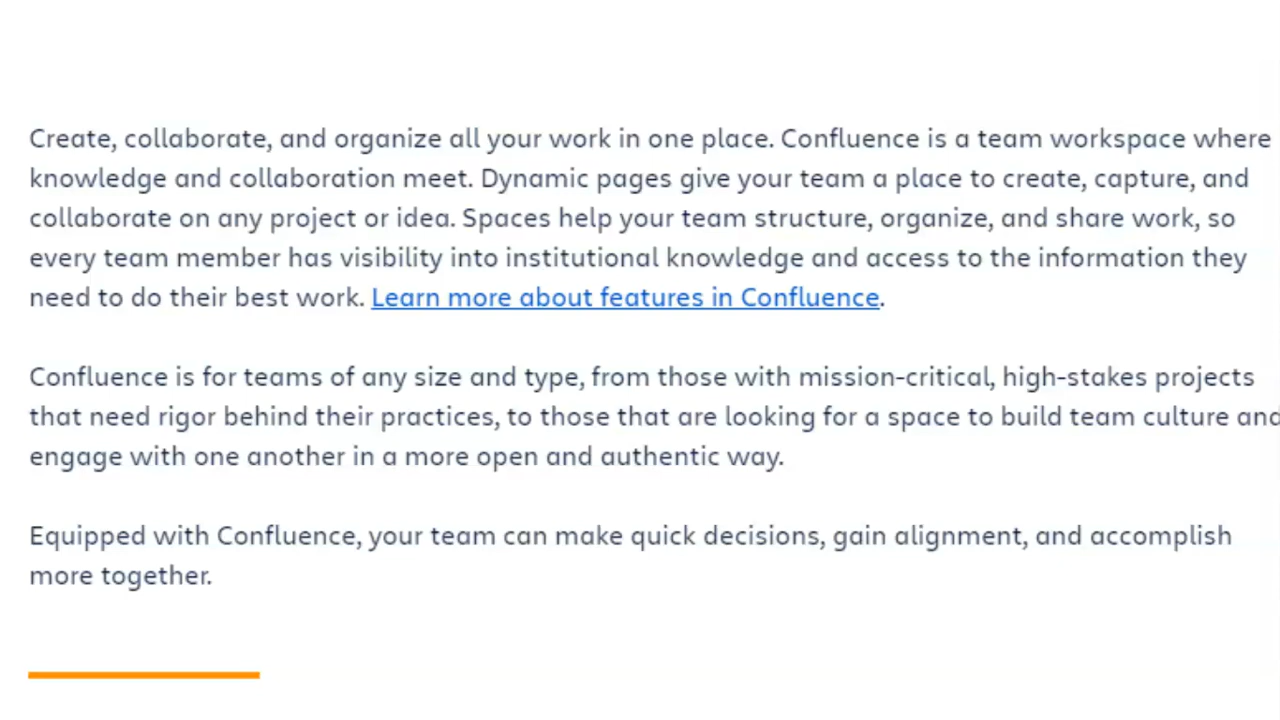 Create, collaborate, and organize all your work in one place. Confluence is a team workspace where
knowledge and collaboration meet. Dynamic pages give your team a place to create, capture, and
collaborate on any project or idea. Spaces help your team structure, organize, and share work, so
every team member has visibility into institutional knowledge and access to the information they
need to do their best work. Learn more about features in Confluence.
Confluence is for teams of any size and type, from those with mission-critical, high-stakes projects
that need rigor behind their practices, to those that are looking for a space to build team culture and
engage with one another in a more open and authentic way.
Equipped with Confluence, your team can make quick decisions, gain alignment, and accomplish
more together.